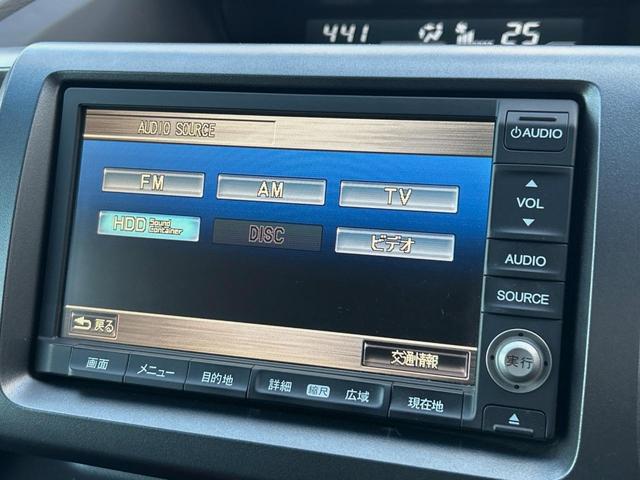 4:41 25
AUDIO SOURCE
FM AM TV
HDD Sound Container DISC ビデオ
戻る 交通情報
画面 メニュー 目的地 詳細 縮尺 広域 現在地
AUDIO
VOL
AUDIO
SOURCE
実行